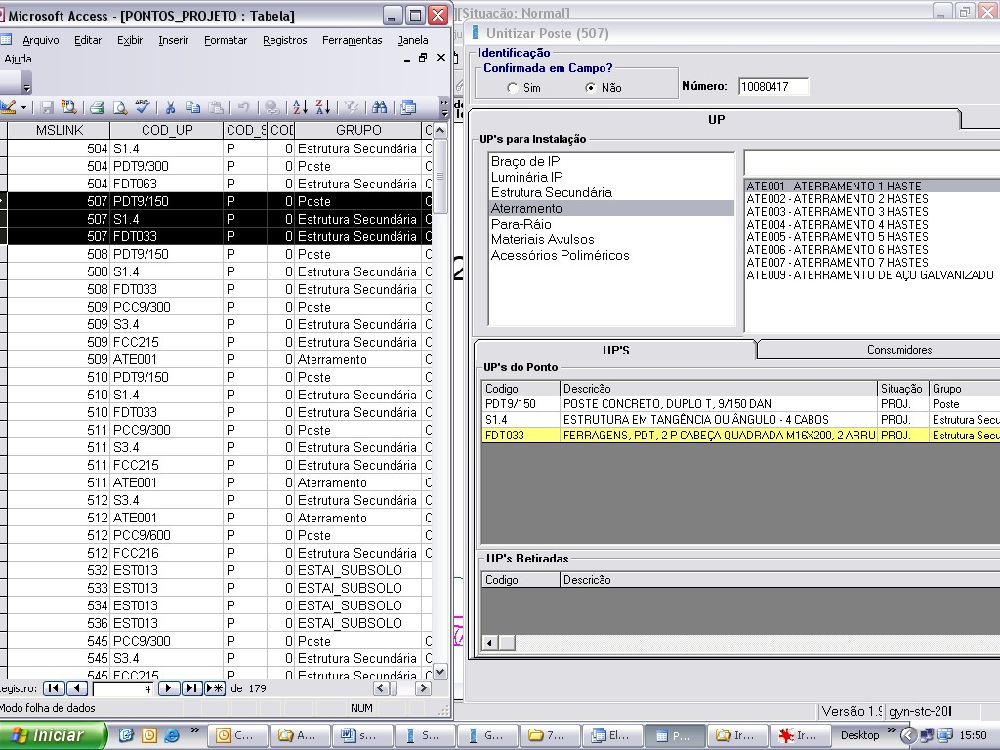 Microsoft Access - [PONTOS_PROJETO : Tabela]
Arquivo Editar Exibir Inserir Formatar Registros Ferramentas Janela
Ajuda
MSLINK COD_UP COD_S COD GRUPO C
504 S1.4 P 0 Estrutura Secundária C
504 PDT9/300 P 0 Poste C
504 FDT063 P 0 Estrutura Secundária C
507 PDT9/150 P 0 Poste C
507 S1.4 P 0 Estrutura Secundária C
507 FDT033 P 0 Estrutura Secundária C
508 PDT9/150 P 0 Poste C
508 S1.4 P 0 Estrutura Secundária C
508 FDT033 P 0 Estrutura Secundária C
509 PCC9/300 P 0 Poste C
509 S3.4 P 0 Estrutura Secundária C
509 FCC215 P 0 Estrutura Secundária C
509 ATE001 P 0 Aterramento C
510 PDT9/150 P 0 Poste C
510 S1.4 P 0 Estrutura Secundária C
510 FDT033 P 0 Estrutura Secundária C
511 PCC9/300 P 0 Poste C
511 S3.4 P 0 Estrutura Secundária C
511 FCC215 P 0 Estrutura Secundária C
511 ATE001 P 0 Aterramento C
512 S3.4 P 0 Estrutura Secundária C
512 ATE001 P 0 Aterramento C
512 PCC9/600 P 0 Poste C
512 FCC216 P 0 Estrutura Secundária C
532 EST013 P 0 ESTAI_SUBSOLO
533 EST013 P 0 ESTAI_SUBSOLO
534 EST013 P 0 ESTAI_SUBSOLO
536 EST013 P 0 ESTAI_SUBSOLO
545 PCC9/300 P 0 Poste C
545 S3.4 P 0 Estrutura Secundária C
545 FCC215 P 0 Estrutura Secundária C
egistro: 4 de 179
Modo folha de dados NUM
][Situação: Normal]
Unitizar Poste (507)
Identificação
Confirmada em Campo?
Sim Não
Número: 10080417
UP
UP's para Instalação
Braço de IP
Luminária IP
Estrutura Secundária
Aterramento
Para-Ráio
Materiais Avulsos
Acessórios Poliméricos
ATE001 - ATERRAMENTO 1 HASTE
ATE002 - ATERRAMENTO 2 HASTES
ATE003 - ATERRAMENTO 3 HASTES
ATE004 - ATERRAMENTO 4 HASTES
ATE005 - ATERRAMENTO 5 HASTES
ATE006 - ATERRAMENTO 6 HASTES
ATE007 - ATERRAMENTO 7 HASTES
ATE009 - ATERRAMENTO DE AÇO GALVANIZADO
UP'S Consumidores
UP's do Ponto
Codigo Descrição Situação Grupo
PDT9/150 POSTE CONCRETO, DUPLO T, 9/150 DAN PROJ. Poste
S1.4 ESTRUTURA EM TANGÊNCIA OU ÂNGULO - 4 CABOS PROJ. Estrutura Secu
FDT033 FERRAGENS, PDT, 2 P CABEÇA QUADRADA M16X200, 2 ARRU PROJ. Estrutura Secu
UP's Retiradas
Codigo Descrição
Versão 1.9 gyn-stc-20
Iniciar C... A... s... S... G... 7... El... P... Ir... Ir... Desktop 15:50